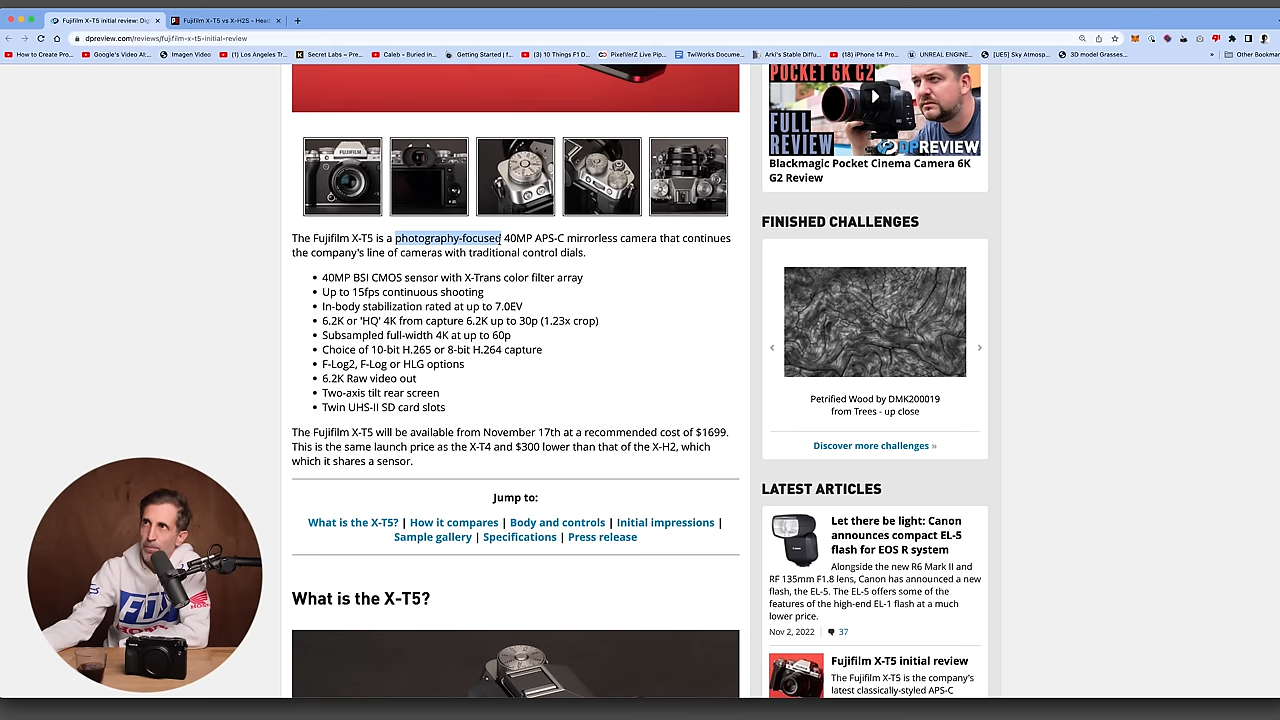 Fujifilm X-T5 initial review: Di
Fujifilm X-T5 vs X-H2S - Head
dpreview.com/reviews/fujifilm-x-t5-initial-review
How to Create Pro...
Google's Video AI:...
Imagen Video
(1) Los Angeles Tr...
Secret Labs – Pre...
Caleb - Buried in...
Getting Started | f...
(3) 10 Things F1 D...
PixelVerZ Live Pip...
TwiWorks Docume...
Arki's Stable Diffu...
(18) iPhone 14 Pro...
UNREAL ENGINE...
[UE5] Sky Atmosp...
3D model Grasses...
»
Other Bookmar
FUJIFILM
The Fujifilm X-T5 is a photography-focused 40MP APS-C mirrorless camera that continues
the company's line of cameras with traditional control dials.
• 40MP BSI CMOS sensor with X-Trans color filter array
• Up to 15fps continuous shooting
• In-body stabilization rated at up to 7.0EV
• 6.2K or 'HQ' 4K from capture 6.2K up to 30p (1.23x crop)
• Subsampled full-width 4K at up to 60p
• Choice of 10-bit H.265 or 8-bit H.264 capture
• F-Log2, F-Log or HLG options
• 6.2K Raw video out
• Two-axis tilt rear screen
• Twin UHS-II SD card slots
The Fujifilm X-T5 will be available from November 17th at a recommended cost of $1699.
This is the same launch price as the X-T4 and $300 lower than that of the X-H2, which
which it shares a sensor.
Jump to:
What is the X-T5? | How it compares | Body and controls | Initial impressions |
Sample gallery | Specifications | Press release
What is the X-T5?
POCKET 6K G2
FULL
REVIEW
DPREVIEW
Blackmagic Pocket Cinema Camera 6K
G2 Review
FINISHED CHALLENGES
Petrified Wood by DMK200019
from Trees - up close
Discover more challenges »
LATEST ARTICLES
Let there be light: Canon
announces compact EL-5
flash for EOS R system
Alongside the new R6 Mark II and
RF 135mm F1.8 lens, Canon has announced a new
flash, the EL-5. The EL-5 offers some of the
features of the high-end EL-1 flash at a much
lower price.
Nov 2, 2022 | 37
Fujifilm X-T5 initial review
The Fujifilm X-T5 is the company's
latest classically-styled APS-C
FOX
HONDA